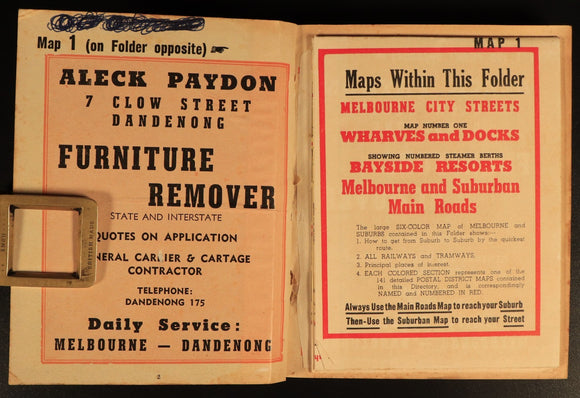 Map 1 (on Folder opposite)
ALECK PAYDON
7 CLOW STREET
DANDENONG
FURNITURE
REMOVER
STATE AND INTERSTATE
QUOTES ON APPLICATION
NERAL CARRIER & CARTAGE
CONTRACTOR
TELEPHONE:
DANDENONG 175
Daily Service:
MELBOURNE — DANDENONG
2
BRITISH MADE
MAP 1
Maps Within This Folder
MELBOURNE CITY STREETS
MAP NUMBER ONE
WHARVES and DOCKS
SHOWING NUMBERED STEAMER BERTHS
BAYSIDE RESORTS
Melbourne and Suburban
Main Roads
The large SIX-COLOR MAP of MELBOURNE and
SUBURBS contained in this Folder shows:—
1. How to get from Suburb to Suburb by the quickest
route.
2. ALL RAILWAYS and TRAMWAYS.
3. Principal places of interest.
4. EACH COLORED SECTION represents one of the
141 detailed POSTAL DISTRICT MAPS contained
in this Directory, and is correspondingly
NAMED and NUMBERED IN RED.
Always Use the Main Roads Map to reach your Suburb
Then-Use the Suburban Map to reach your Street